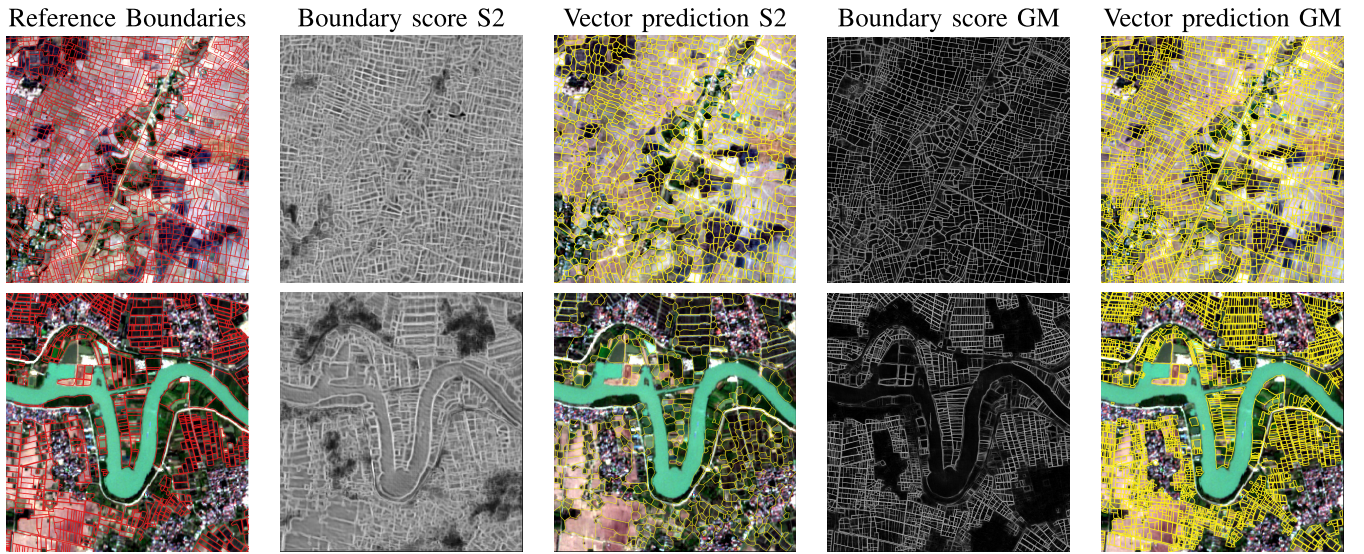 Reference Boundaries
Boundary score S2
Vector prediction S2
Boundary score GM
Vector prediction GM